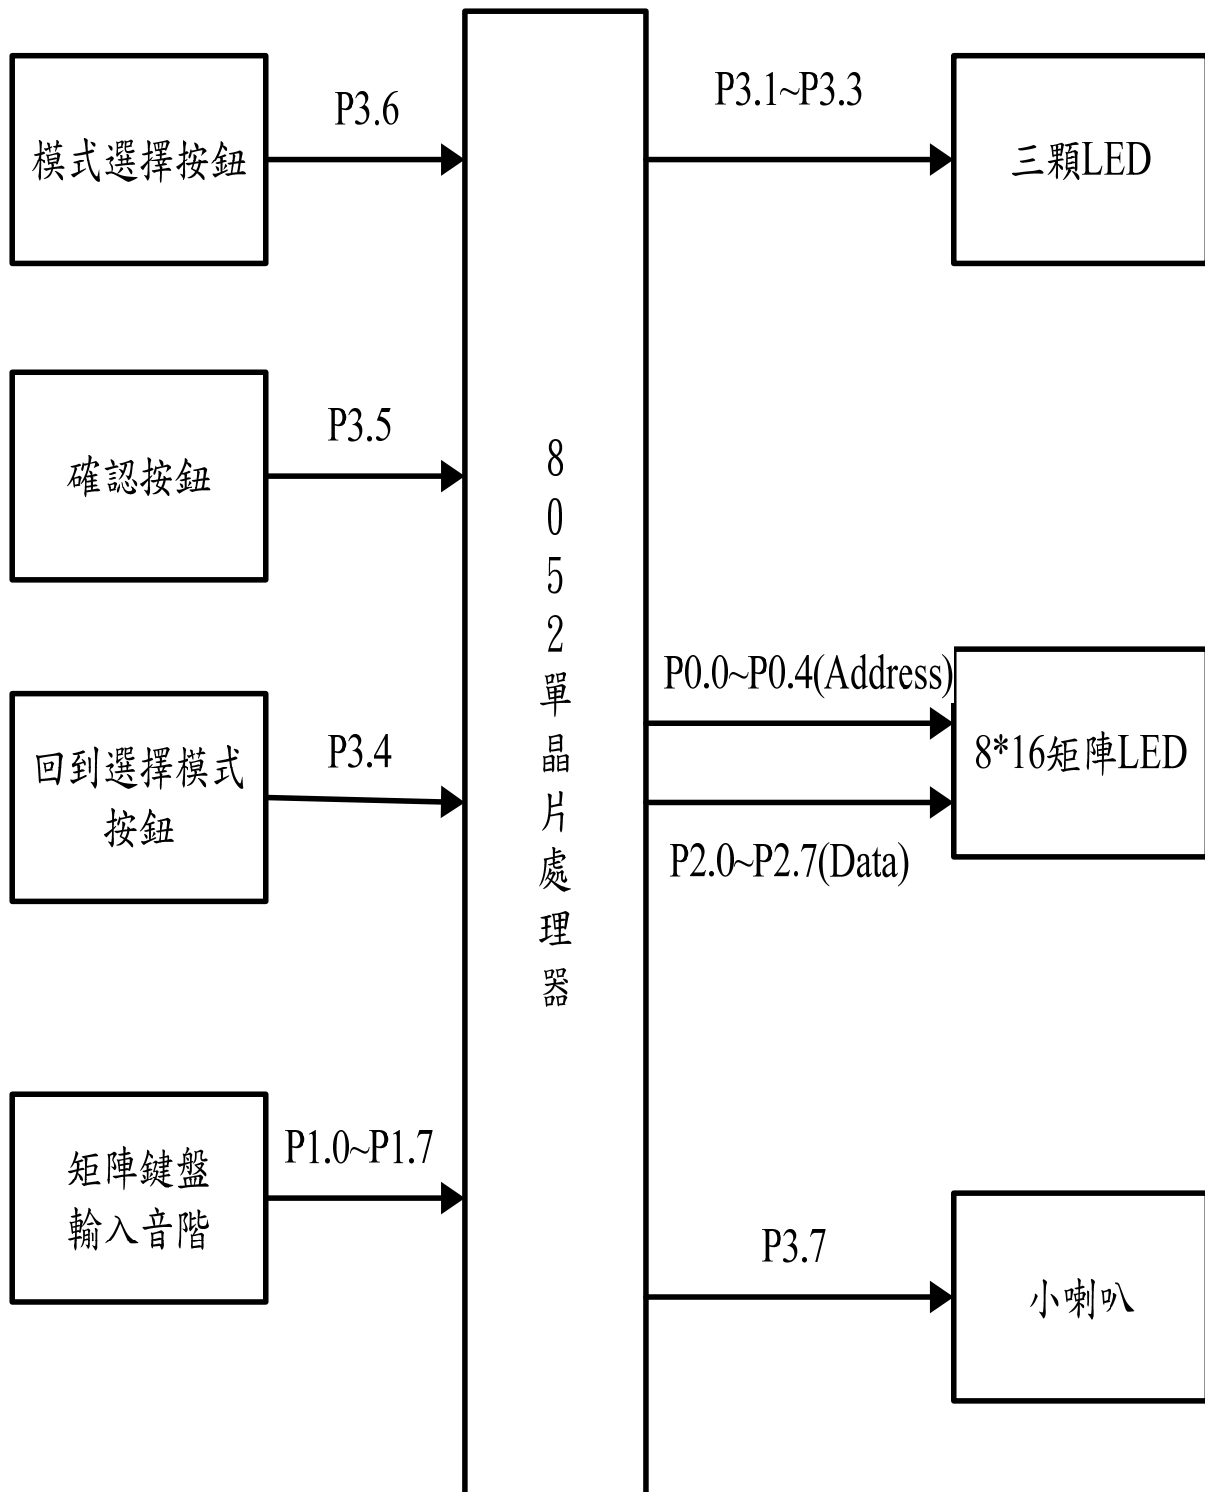 模式選擇按鈕
P3.6
確認按鈕
P3.5
回到選擇模式
按鈕
P3.4
矩陣鍵盤
輸入音階
P1.0~P1.7
8052單晶片處理器
P3.1~P3.3
三顆LED
P0.0~P0.4(Address)
8*16矩陣LED
P2.0~P2.7(Data)
P3.7
小喇叭